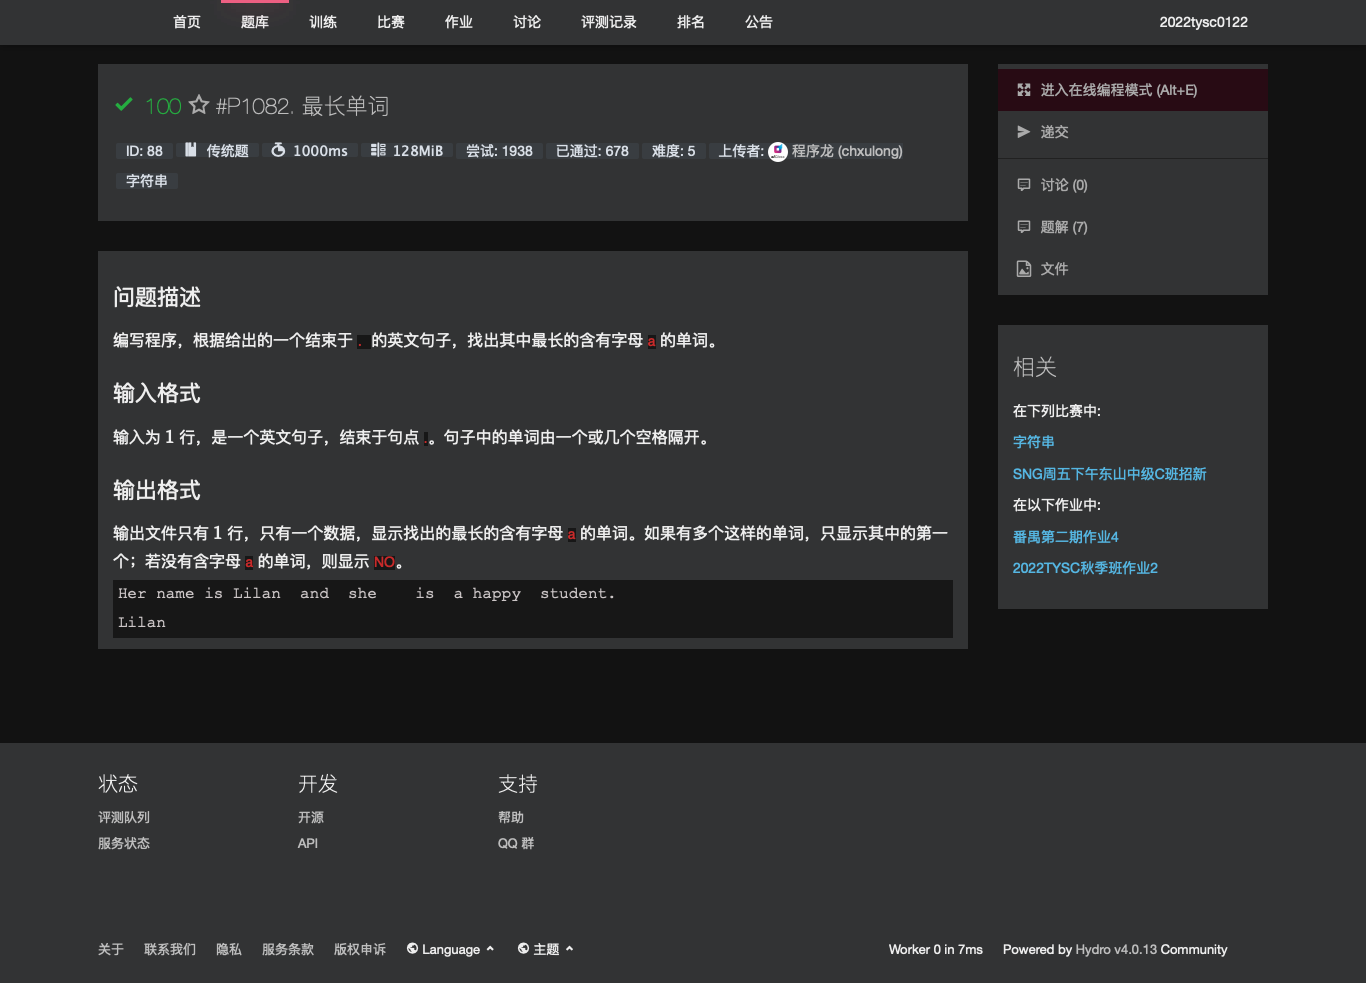 首页 题库 训练 比赛 作业 讨论 评测记录 排名 公告 2022tysc0122
100 #P1082. 最长单词
ID: 88 传统题 1000ms 128MiB 尝试: 1938 已通过: 678 难度: 5 上传者: 程序龙 (chxulong)
字符串
进入在线编程模式 (Alt+E)
递交
讨论 (0)
题解 (7)
文件
问题描述
编写程序，根据给出的一个结束于 . 的英文句子，找出其中最长的含有字母 a 的单词。
输入格式
输入为 1 行，是一个英文句子，结束于句点 .。句子中的单词由一个或几个空格隔开。
输出格式
输出文件只有 1 行，只有一个数据，显示找出的最长的含有字母 a 的单词。如果有多个这样的单词，只显示其中的第一
个；若没有含字母 a 的单词，则显示 NO。
Her name is Lilan  and  she    is  a happy  student.
Lilan
相关
在下列比赛中:
字符串
SNG周五下午东山中级C班招新
在以下作业中:
番禺第二期作业4
2022TYSC秋季班作业2
状态 开发 支持
评测队列 开源 帮助
服务状态 API QQ 群
关于 联系我们 隐私 服务条款 版权申诉 Language 主题 Worker 0 in 7ms Powered by Hydro v4.0.13 Community